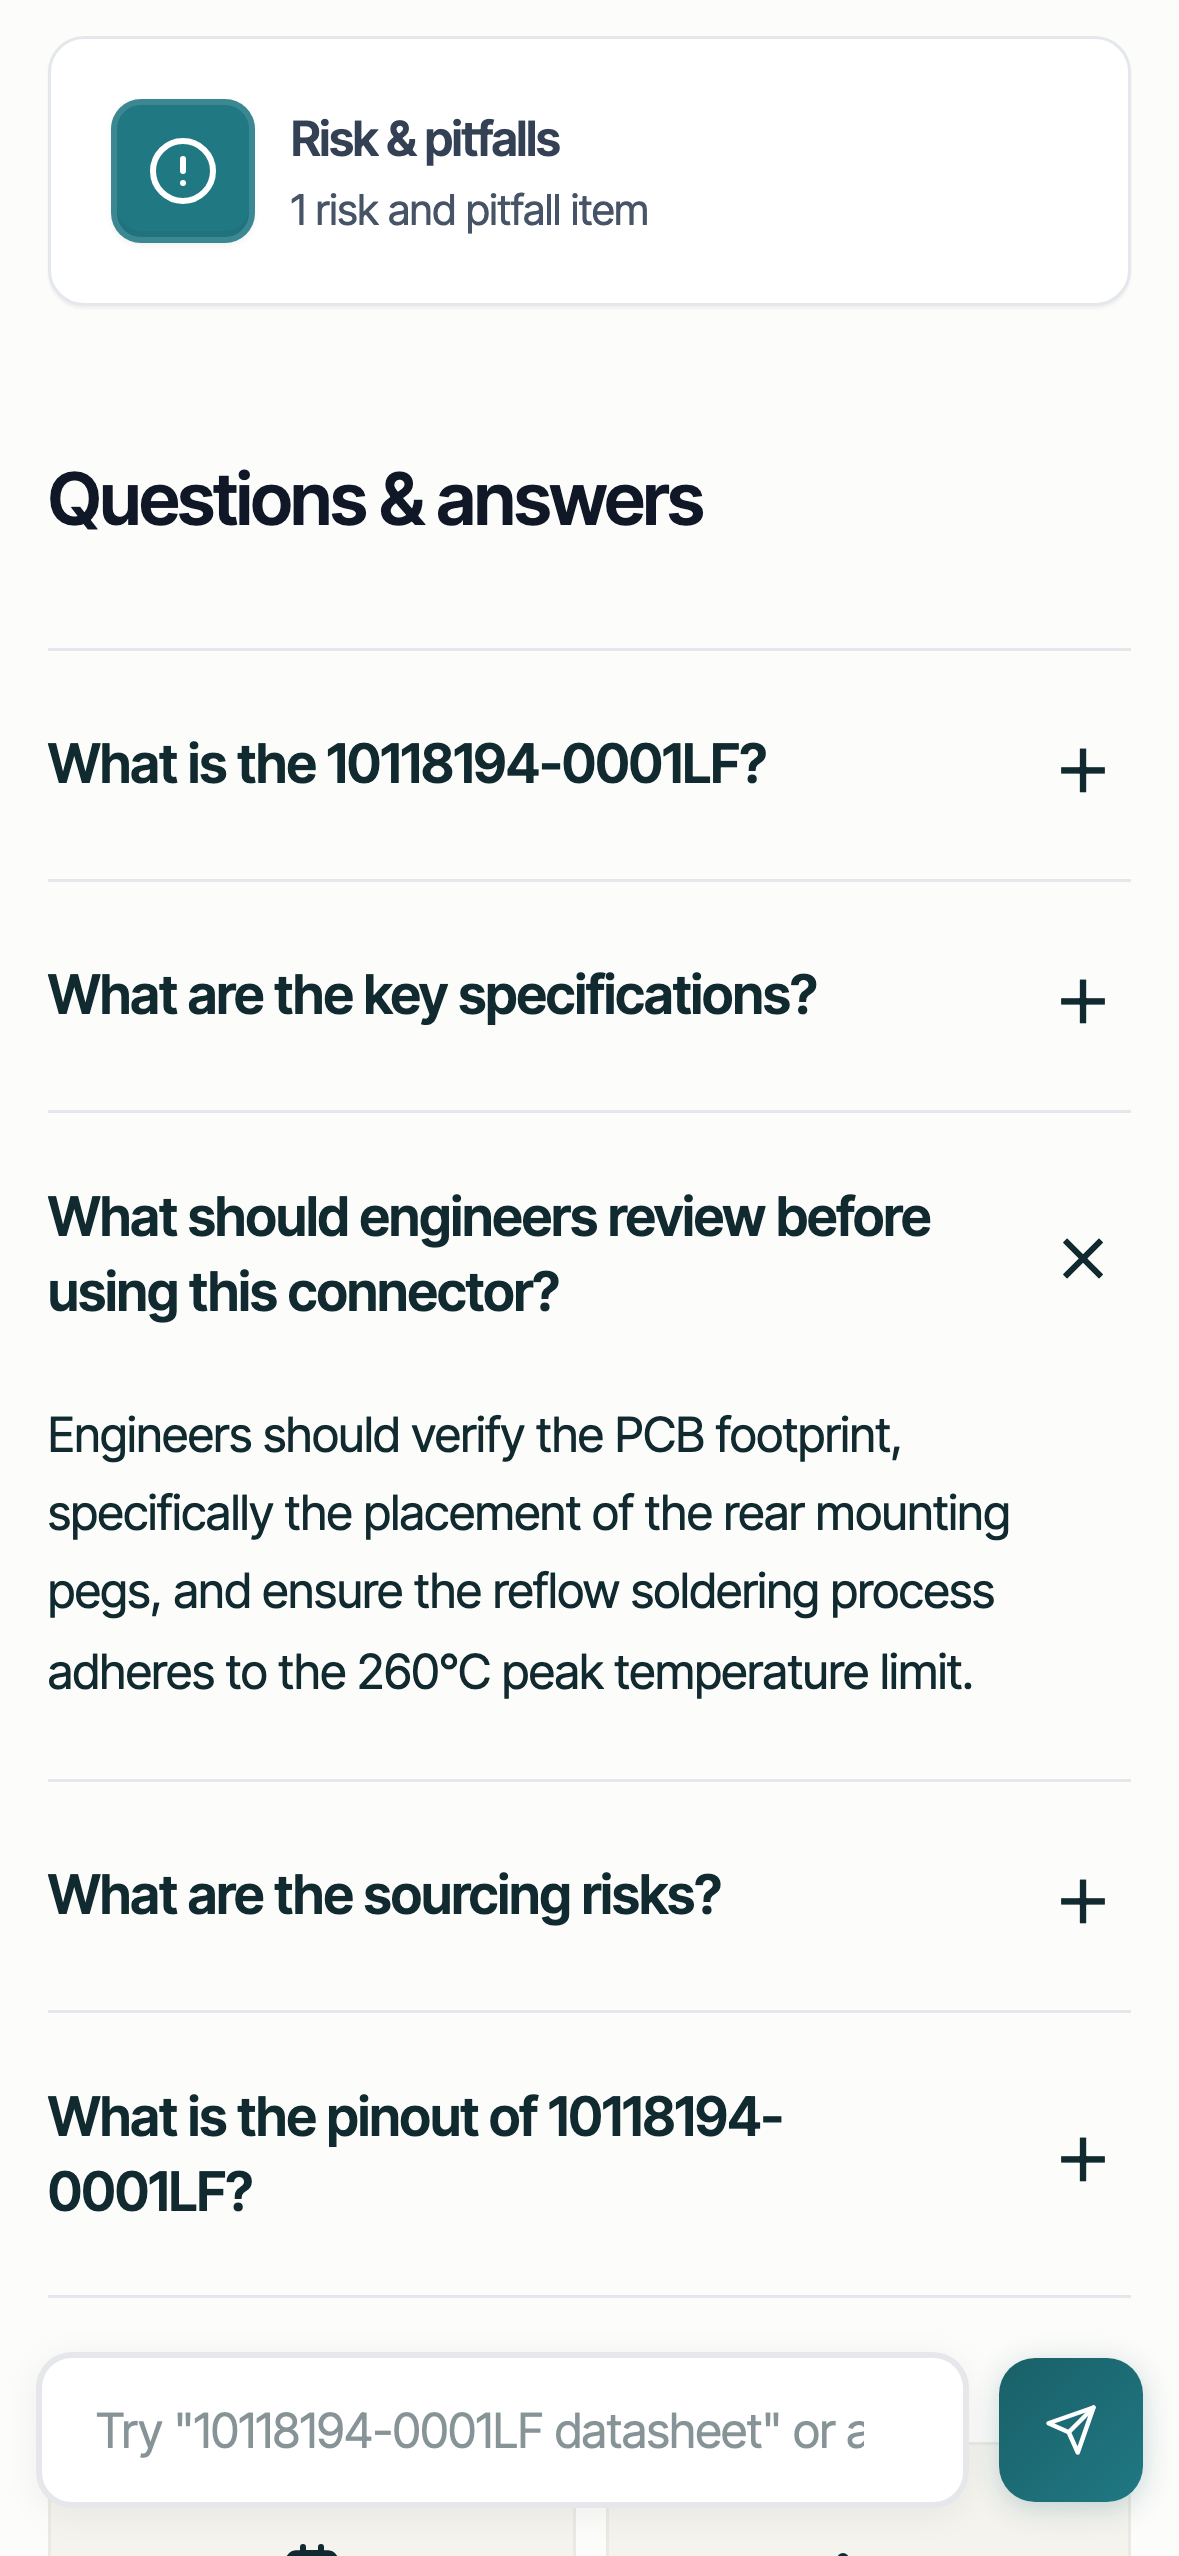 Risk & pitfalls
1 risk and pitfall item
Questions & answers
What is the 10118194-0001LF?
What are the key specifications?
What should engineers review before
using this connector?
Engineers should verify the PCB footprint,
specifically the placement of the rear mounting
pegs, and ensure the reflow soldering process
adheres to the 260°C peak temperature limit.
What are the sourcing risks?
What is the pinout of 10118194-
0001LF?
Try "10118194-0001LF datasheet" or a